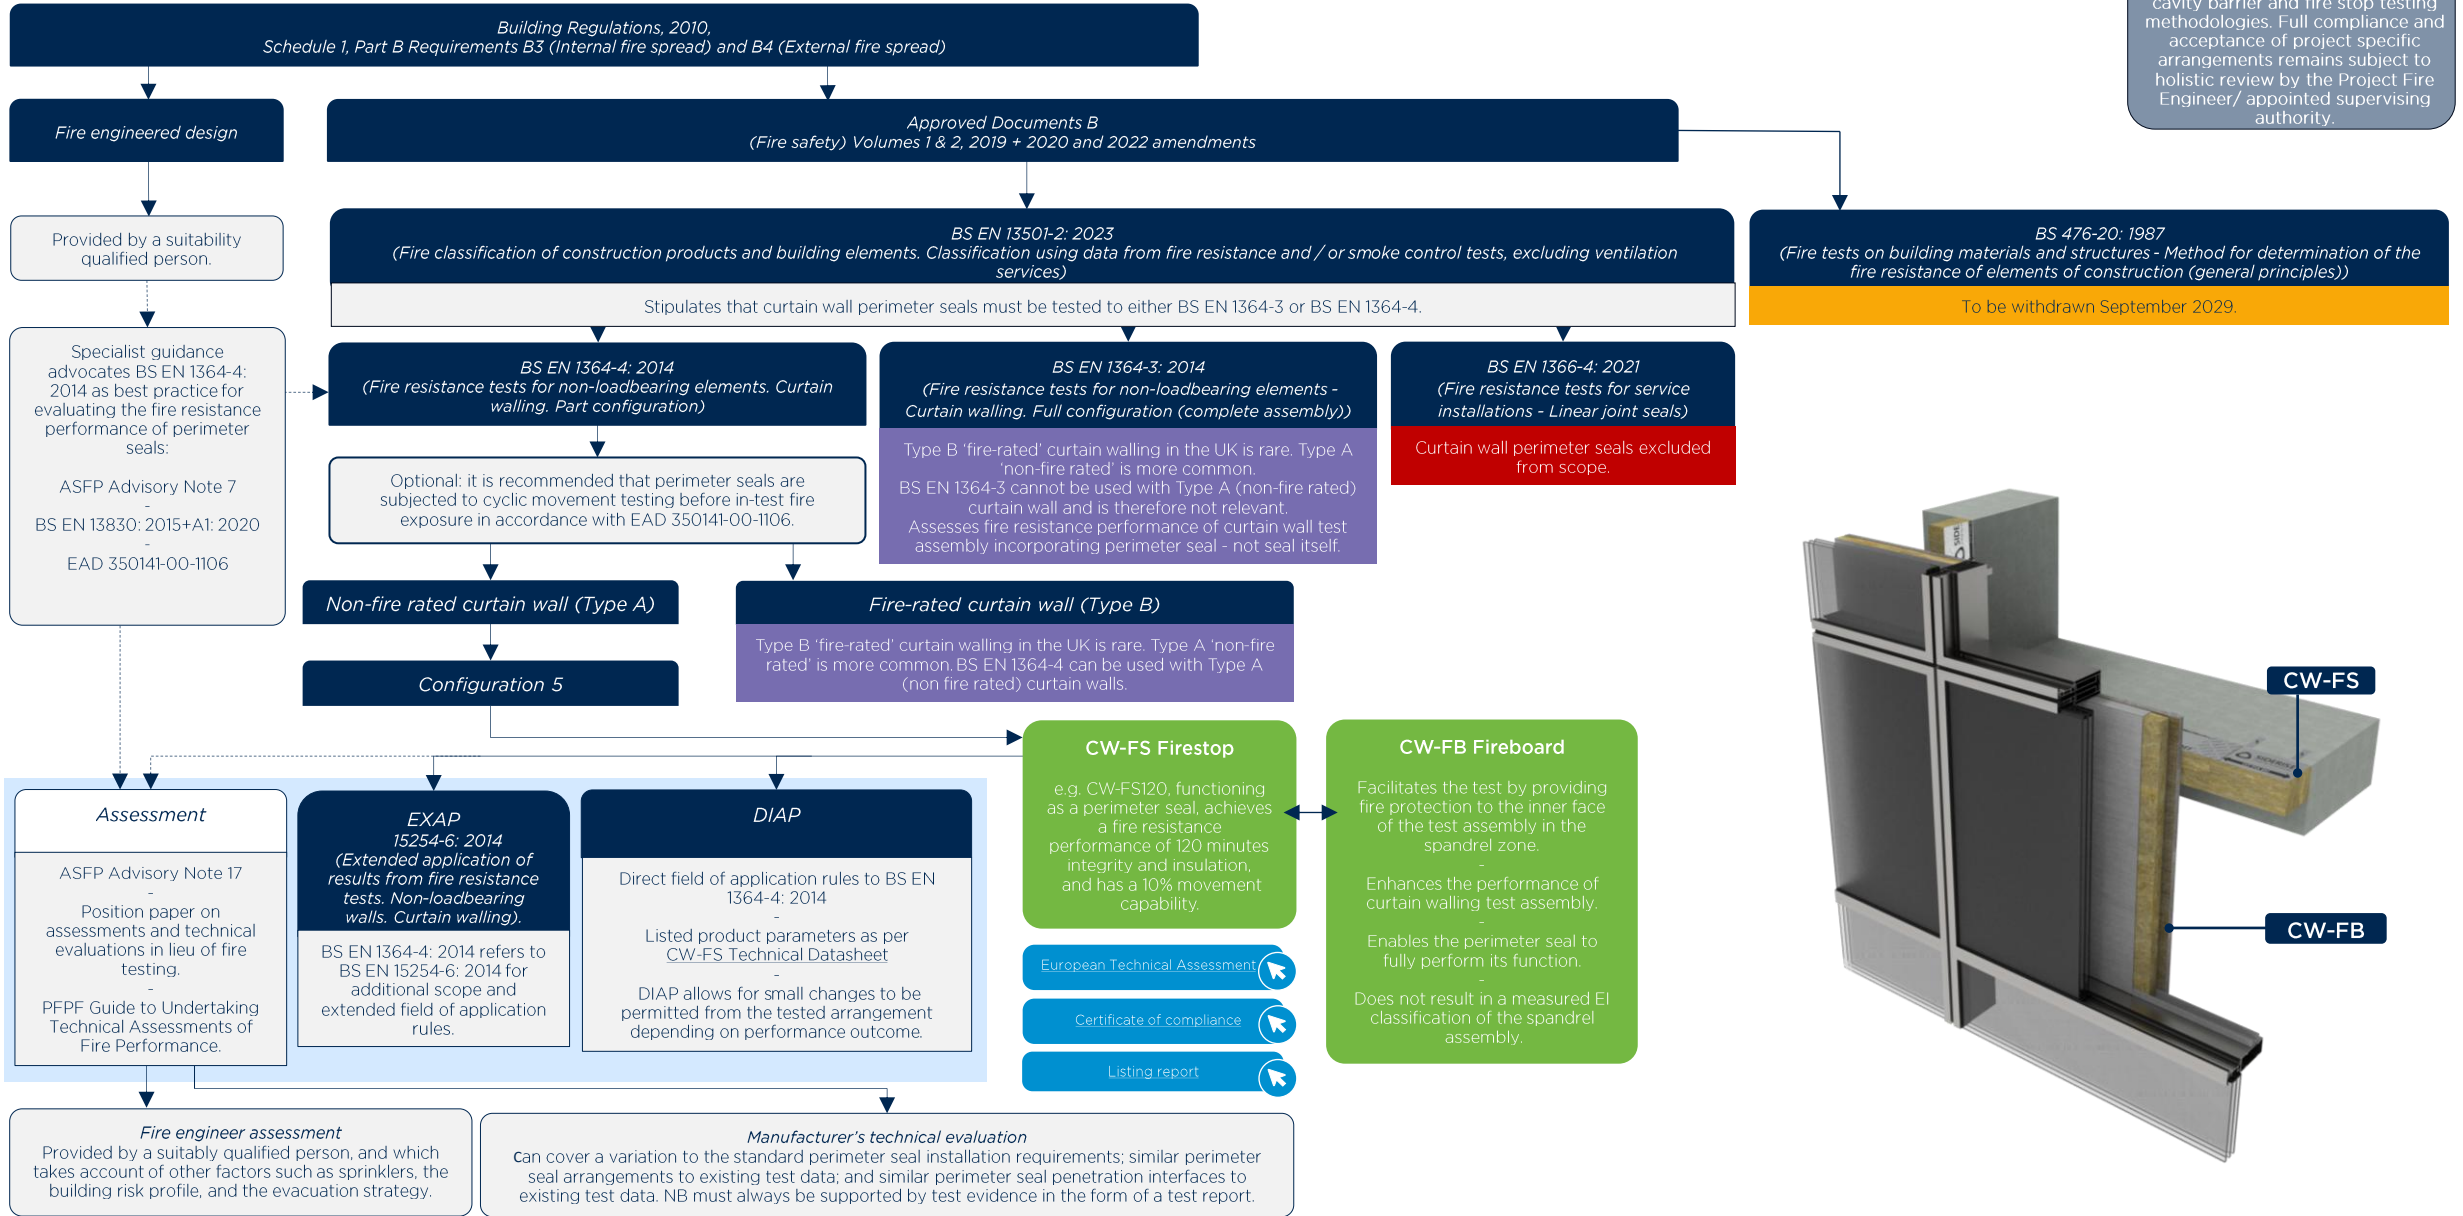 cavity barrier and fire stop testing
methodologies. Full compliance and
acceptance of project specific
arrangements remains subject to
holistic review by the Project Fire
Engineer/ appointed supervising
authority.
Building Regulations, 2010,
Schedule 1, Part B Requirements B3 (Internal fire spread) and B4 (External fire spread)
Fire engineered design
Approved Documents B
(Fire safety) Volumes 1 & 2, 2019 + 2020 and 2022 amendments
Provided by a suitability
qualified person.
BS EN 13501-2: 2023
(Fire classification of construction products and building elements. Classification using data from fire resistance and / or smoke control tests, excluding ventilation
services)
Stipulates that curtain wall perimeter seals must be tested to either BS EN 1364-3 or BS EN 1364-4.
BS 476-20: 1987
(Fire tests on building materials and structures - Method for determination of the
fire resistance of elements of construction (general principles))
To be withdrawn September 2029.
Specialist guidance
advocates BS EN 1364-4:
2014 as best practice for
evaluating the fire resistance
performance of perimeter
seals:
ASFP Advisory Note 7
-
BS EN 13830: 2015+A1: 2020
-
EAD 350141-00-1106
BS EN 1364-4: 2014
(Fire resistance tests for non-loadbearing elements. Curtain
walling. Part configuration)
BS EN 1364-3: 2014
(Fire resistance tests for non-loadbearing elements -
Curtain walling. Full configuration (complete assembly))
Type B ‘fire-rated’ curtain walling in the UK is rare. Type A
‘non-fire rated’ is more common.
BS EN 1364-3 cannot be used with Type A (non-fire rated)
curtain wall and is therefore not relevant.
Assesses fire resistance performance of curtain wall test
assembly incorporating perimeter seal - not seal itself.
BS EN 1366-4: 2021
(Fire resistance tests for service
installations - Linear joint seals)
Curtain wall perimeter seals excluded
from scope.
Optional: it is recommended that perimeter seals are
subjected to cyclic movement testing before in-test fire
exposure in accordance with EAD 350141-00-1106.
Non-fire rated curtain wall (Type A)
Fire-rated curtain wall (Type B)
Type B ‘fire-rated’ curtain walling in the UK is rare. Type A ‘non-fire
rated’ is more common. BS EN 1364-4 can be used with Type A
(non fire rated) curtain walls.
Configuration 5
CW-FS Firestop
e.g. CW-FS120, functioning
as a perimeter seal, achieves
a fire resistance
performance of 120 minutes
integrity and insulation,
and has a 10% movement
capability.
CW-FB Fireboard
Facilitates the test by providing
fire protection to the inner face
of the test assembly in the
spandrel zone.
-
Enhances the performance of
curtain walling test assembly.
-
Enables the perimeter seal to
fully perform its function.
-
Does not result in a measured EI
classification of the spandrel
assembly.
European Technical Assessment
Certificate of compliance
Listing report
Assessment
ASFP Advisory Note 17
-
Position paper on
assessments and technical
evaluations in lieu of fire
testing.
-
PFPF Guide to Undertaking
Technical Assessments of
Fire Performance.
EXAP
15254-6: 2014
(Extended application of
results from fire resistance
tests. Non-loadbearing
walls. Curtain walling).
BS EN 1364-4: 2014 refers to
BS EN 15254-6: 2014 for
additional scope and
extended field of application
rules.
DIAP
Direct field of application rules to BS EN
1364-4: 2014
-
Listed product parameters as per
CW-FS Technical Datasheet
-
DIAP allows for small changes to be
permitted from the tested arrangement
depending on performance outcome.
Fire engineer assessment
Provided by a suitably qualified person, and which
takes account of other factors such as sprinklers, the
building risk profile, and the evacuation strategy.
Manufacturer’s technical evaluation
can cover a variation to the standard perimeter seal installation requirements; similar perimeter
seal arrangements to existing test data; and similar perimeter seal penetration interfaces to
existing test data. NB must always be supported by test evidence in the form of a test report.
CW-FS
CW-FB